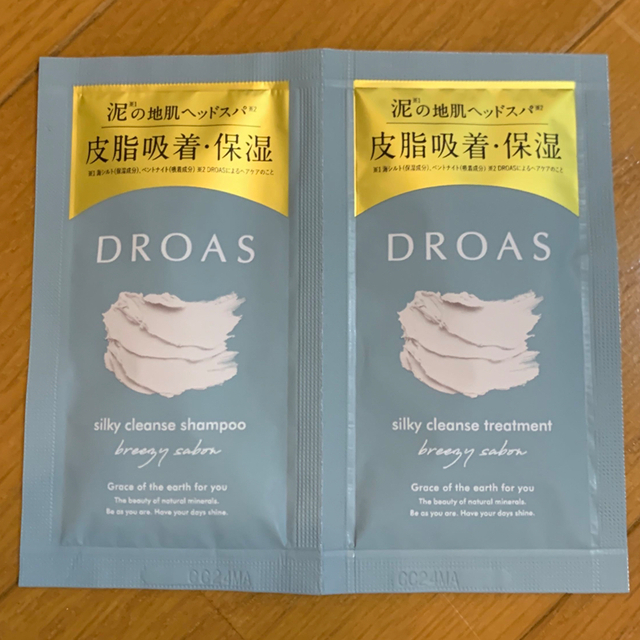 泥※1の地肌ヘッドスパ※2
皮脂吸着・保湿
※1 海シルト(保湿成分)、ベントナイト(吸着成分) ※2 DROASによるヘアケアのこと
DROAS
silky cleanse shampoo
breezy sabon
Grace of the earth for you
The beauty of natural minerals.
Be as you are. Have your days shine.
泥※1の地肌ヘッドスパ※2
皮脂吸着・保湿
※1 海シルト(保湿成分)、ベントナイト(吸着成分) ※2 DROASによるヘアケアのこと
DROAS
silky cleanse treatment
breezy sabon
Grace of the earth for you
The beauty of natural minerals.
Be as you are. Have your days shine.